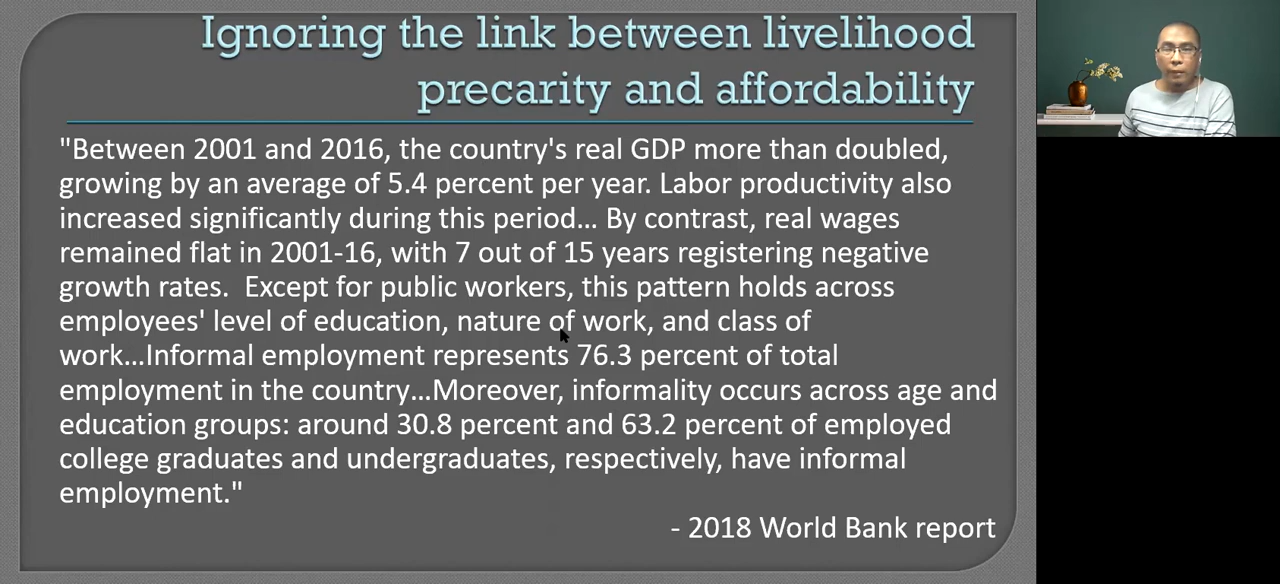 Ignoring the link between livelihood
precarity and affordability
"Between 2001 and 2016, the country's real GDP more than doubled,
growing by an average of 5.4 percent per year. Labor productivity also
increased significantly during this period... By contrast, real wages
remained flat in 2001-16, with 7 out of 15 years registering negative
growth rates.  Except for public workers, this pattern holds across
employees' level of education, nature of work, and class of
work...Informal employment represents 76.3 percent of total
employment in the country...Moreover, informality occurs across age and
education groups: around 30.8 percent and 63.2 percent of employed
college graduates and undergraduates, respectively, have informal
employment."
- 2018 World Bank report